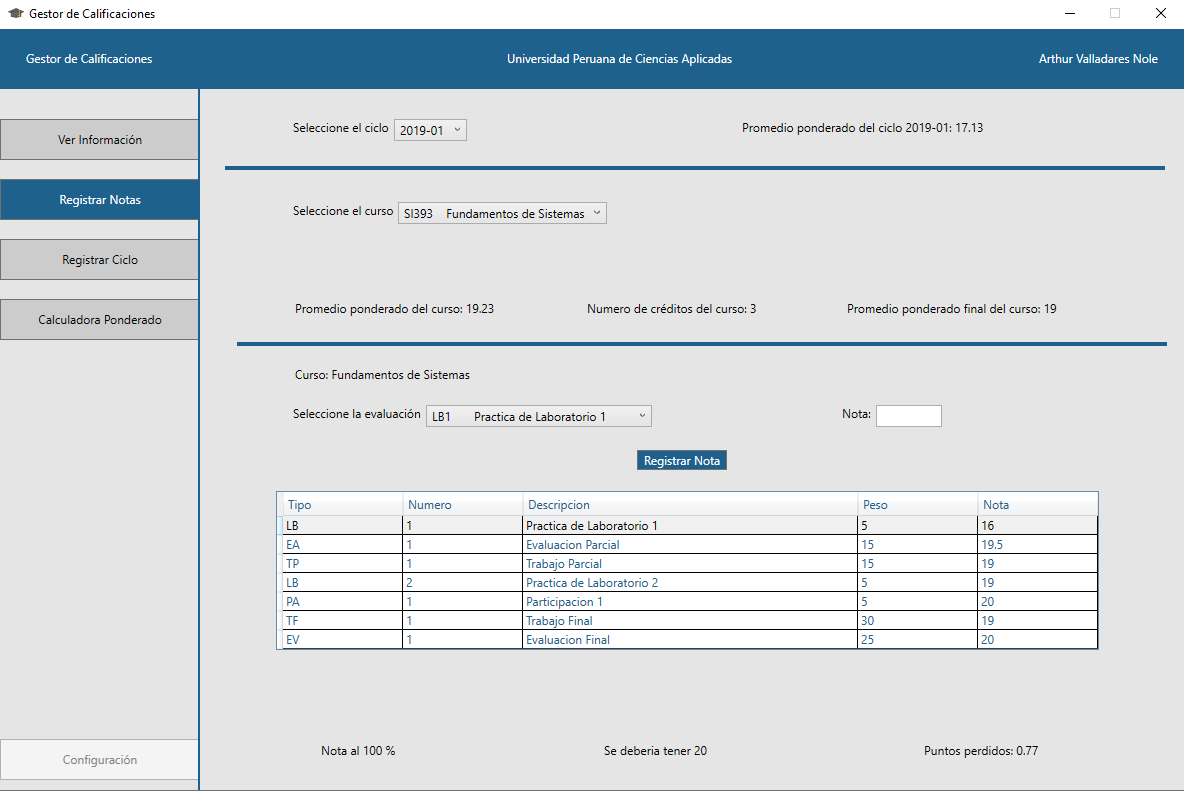 Gestor de Calificaciones
Gestor de Calificaciones Universidad Peruana de Ciencias Aplicadas Arthur Valladares Nole
Ver Información
Registrar Notas
Registrar Ciclo
Calculadora Ponderado
Configuración
Seleccione el ciclo 2019-01 Promedio ponderado del ciclo 2019-01: 17.13
Seleccione el curso SI393 Fundamentos de Sistemas
Promedio ponderado del curso: 19.23 Numero de créditos del curso: 3 Promedio ponderado final del curso: 19
Curso: Fundamentos de Sistemas
Seleccione la evaluación LB1 Practica de Laboratorio 1 Nota:
Registrar Nota
Tipo Numero Descripcion Peso Nota
LB 1 Practica de Laboratorio 1 5 16
EA 1 Evaluacion Parcial 15 19.5
TP 1 Trabajo Parcial 15 19
LB 2 Practica de Laboratorio 2 5 19
PA 1 Participacion 1 5 20
TF 1 Trabajo Final 30 19
EV 1 Evaluacion Final 25 20
Nota al 100 % Se deberia tener 20 Puntos perdidos: 0.77